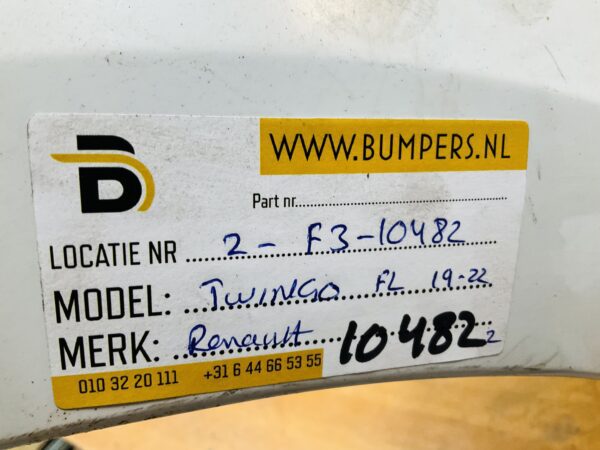 WWW.BUMPERS.NL
Part nr.
LOCATIE NR 2 - F3-10482
MODEL: TWINGO FL 19-22
MERK: Renault 10482 2
010 32 20 111 +31 6 44 66 53 55